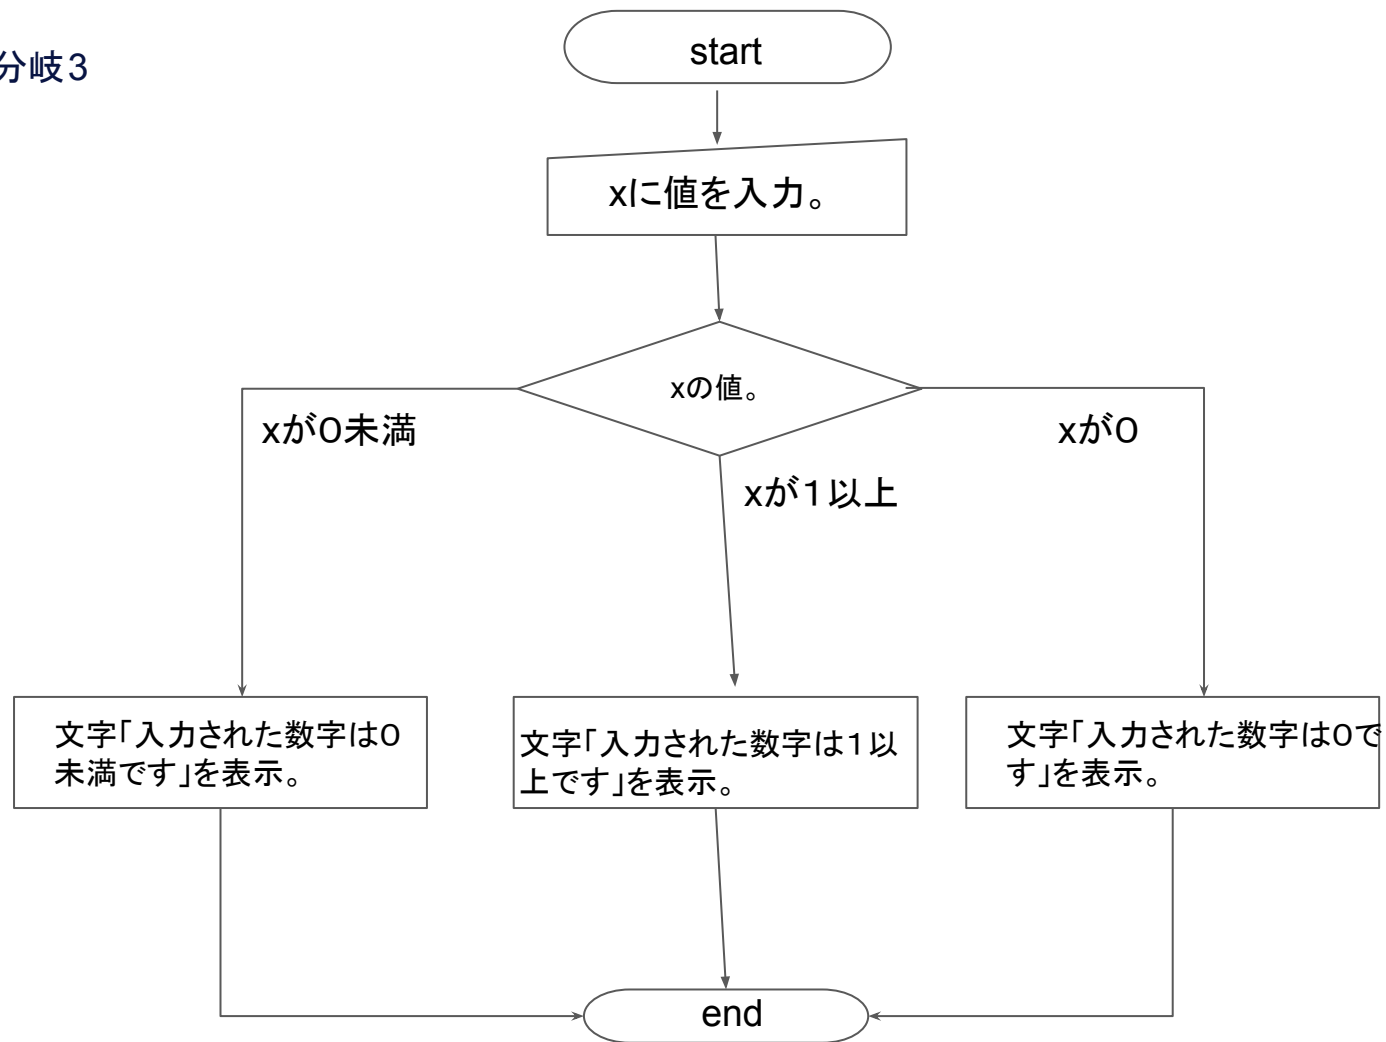 分岐3
start
xに値を入力。
xの値。
xが0未満
xが0
xが１以上
文字「入力された数字は0
未満です」を表示。
文字「入力された数字は１以
上です」を表示。
文字「入力された数字は0で
す」を表示。
end